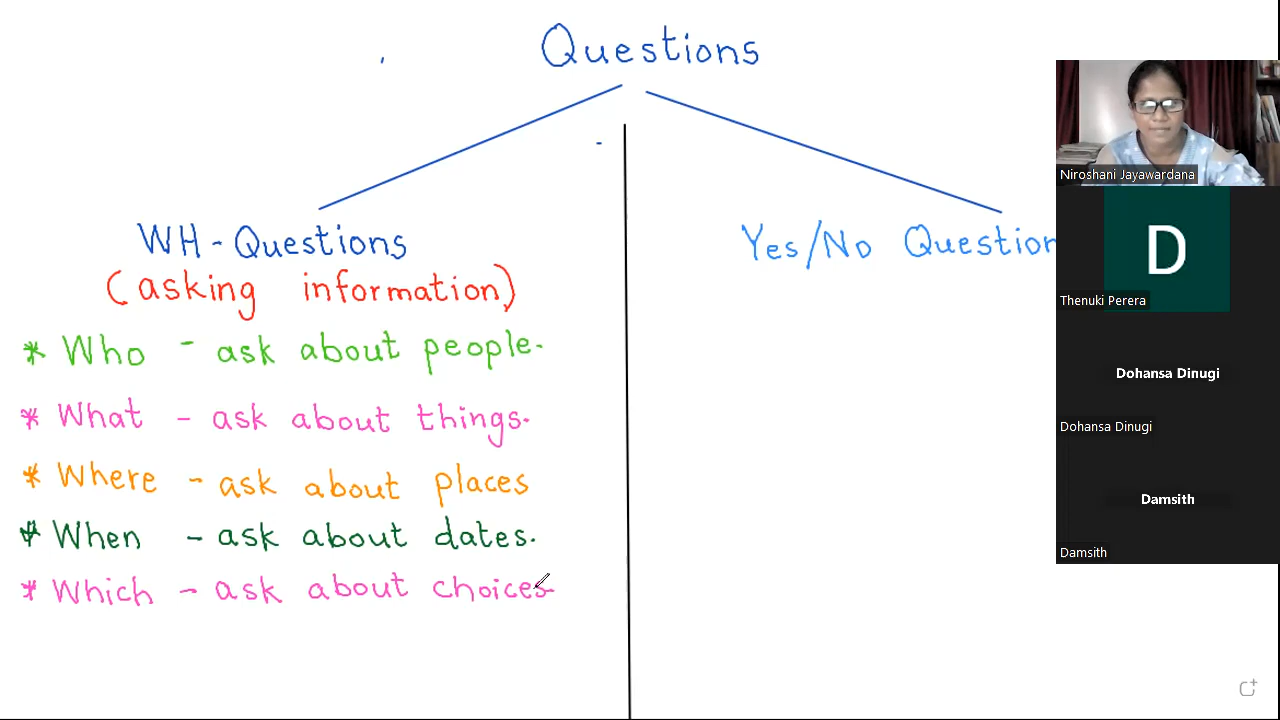 Questions
WH-Questions
(asking information)
* Who - ask about people.
* What - ask about things.
* Where - ask about places
* When - ask about dates.
* Which - ask about choices
Yes/No Question
Niroshani Jayawardana
D
Thenuki Perera
Dohansa Dinugi
Dohansa Dinugi
Damsith
Damsith